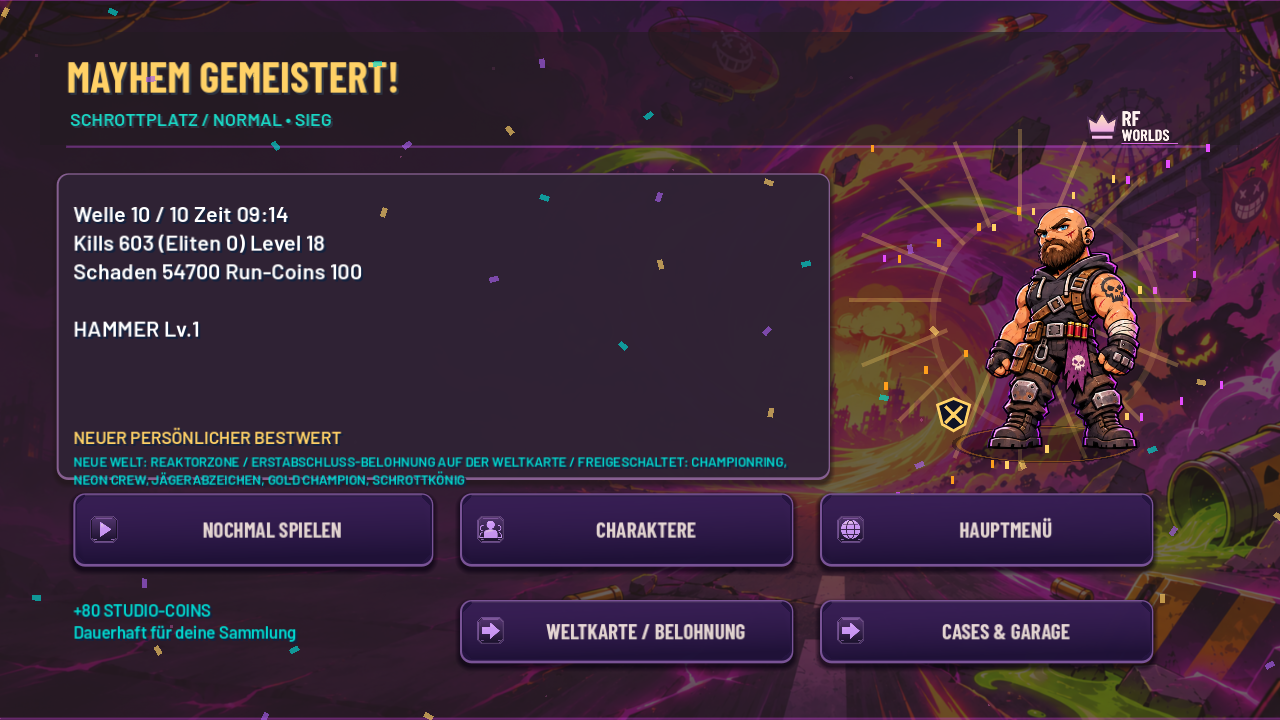 MAYHEM GEMEISTERT!
SCHROTTPLATZ / NORMAL • SIEG
RF
WORLDS
Welle 10 / 10 Zeit 09:14
Kills 603 (Eliten 0) Level 18
Schaden 54700 Run-Coins 100
HAMMER Lv.1
NEUER PERSÖNLICHER BESTWERT
NEUE WELT: REAKTORZONE / ERSTABSCHLUSS-BELOHNUNG AUF DER WELTKARTE / FREIGESCHALTET: CHAMPIONRING,
NEON CREW, JÄGERABZEICHEN, GOLD CHAMPION, SCHROTTKÖNIG
NOCHMAL SPIELEN
CHARAKTERE
HAUPTMENÜ
+80 STUDIO-COINS
Dauerhaft für deine Sammlung
WELTKARTE / BELOHNUNG
CASES & GARAGE